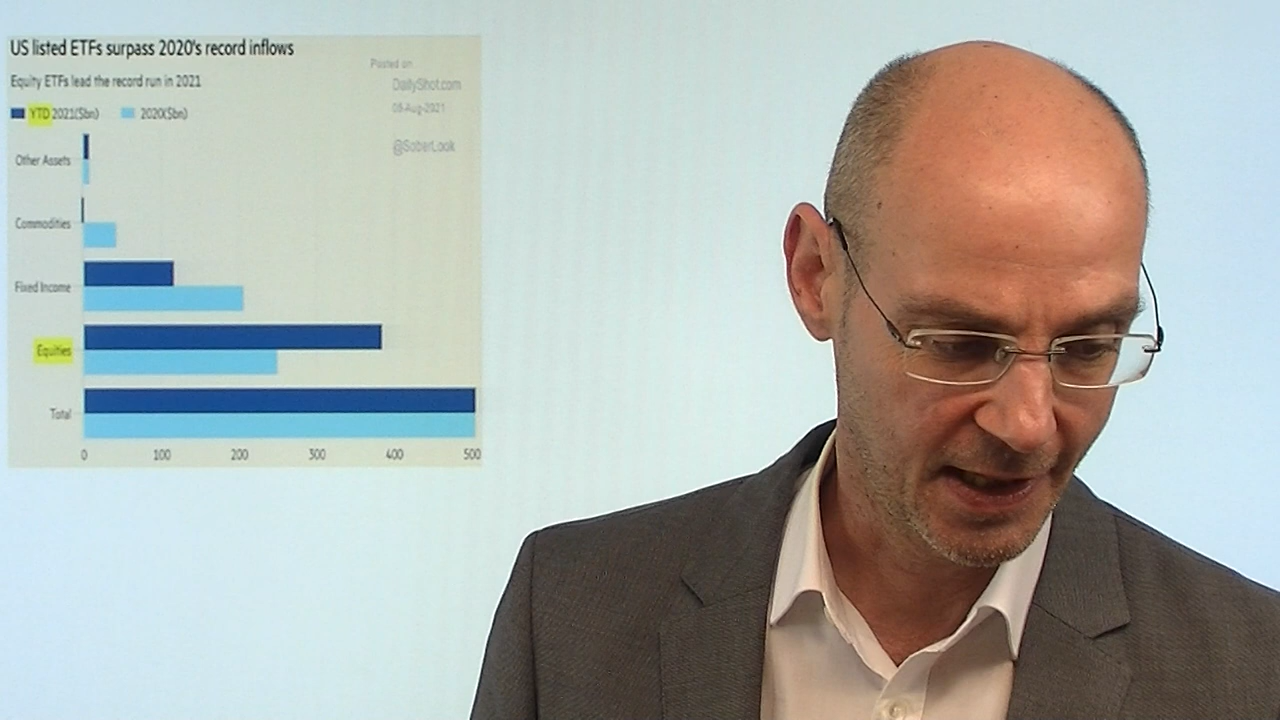 US listed ETFs surpass 2020's record inflows
Equity ETFs lead the record run in 2021
Posted on
DailyShot.com
08-Aug-2021
@SoberLook
YTD 2021($bn)
2020($bn)
Other Assets
Commodities
Fixed Income
Equities
Total
0 100 200 300 400 500